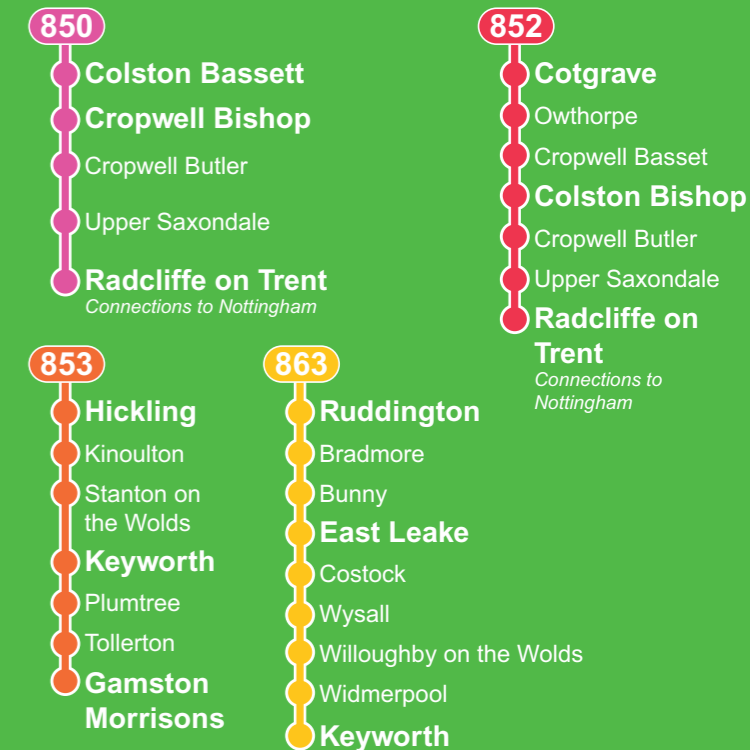 850
Colston Bassett
Cropwell Bishop
Cropwell Butler
Upper Saxondale
Radcliffe on Trent
Connections to Nottingham
852
Cotgrave
Owthorpe
Cropwell Basset
Colston Bishop
Cropwell Butler
Upper Saxondale
Radcliffe on
Trent
Connections to
Nottingham
853
Hickling
Kinoulton
Stanton on
the Wolds
Keyworth
Plumtree
Tollerton
Gamston
Morrisons
863
Ruddington
Bradmore
Bunny
East Leake
Costock
Wysall
Willoughby on the Wolds
Widmerpool
Keyworth